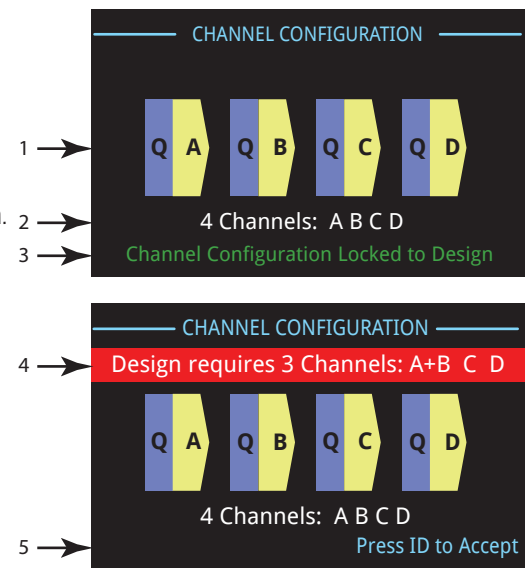 CHANNEL CONFIGURATION
1
Q A Q B Q C Q D
2
4 Channels: A B C D
3
Channel Configuration Locked to Design
CHANNEL CONFIGURATION
4
Design requires 3 Channels: A+B C D
Q A Q B Q C Q D
4 Channels: A B C D
5
Press ID to Accept